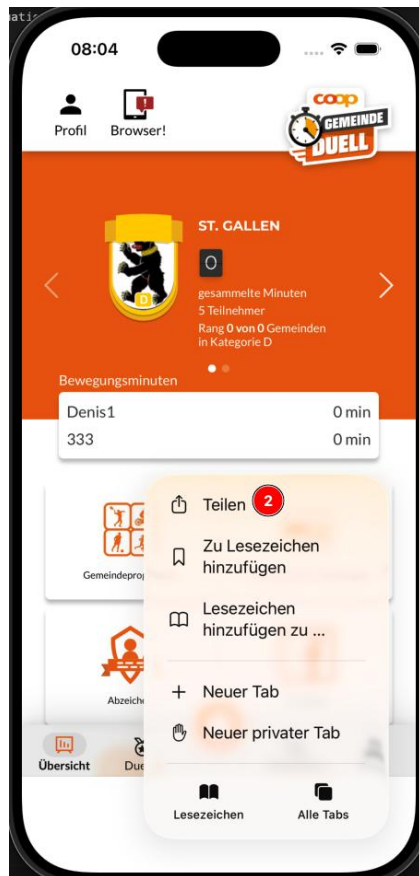 08:04
Profil
Browser!
coop
GEMEINDE
DUELL
ST. GALLEN
0
gesammelte Minuten
5 Teilnehmer
Rang 0 von 0 Gemeinden
in Kategorie D
D
Bewegungsminuten
Denis1 0 min
333 0 min
Teilen 2
Zu Lesezeichen
hinzufügen
Lesezeichen
hinzufügen zu ...
Neuer Tab
Neuer privater Tab
Lesezeichen
Alle Tabs
Übersicht